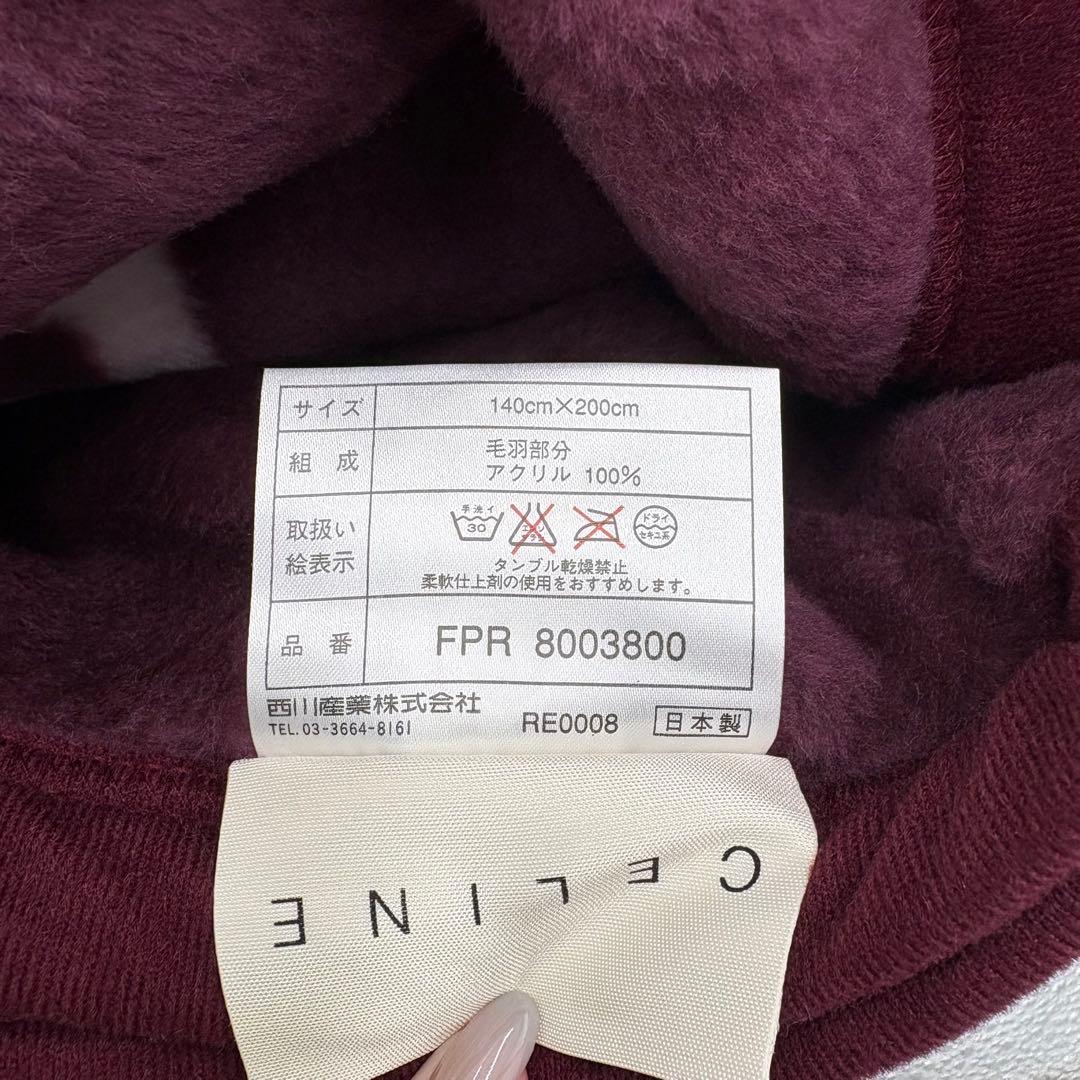 サイズ 140cm×200cm
組成 毛羽部分
アクリル 100%
取扱い
絵表示
手洗イ
30
エンソ
ドライ
セキユ系
タンブル乾燥禁止
柔軟仕上剤の使用をおすすめします。
品番 FPR 8003800
西川産業株式会社
TEL. 03-3664-8161 RE0008 日本製
CELINE